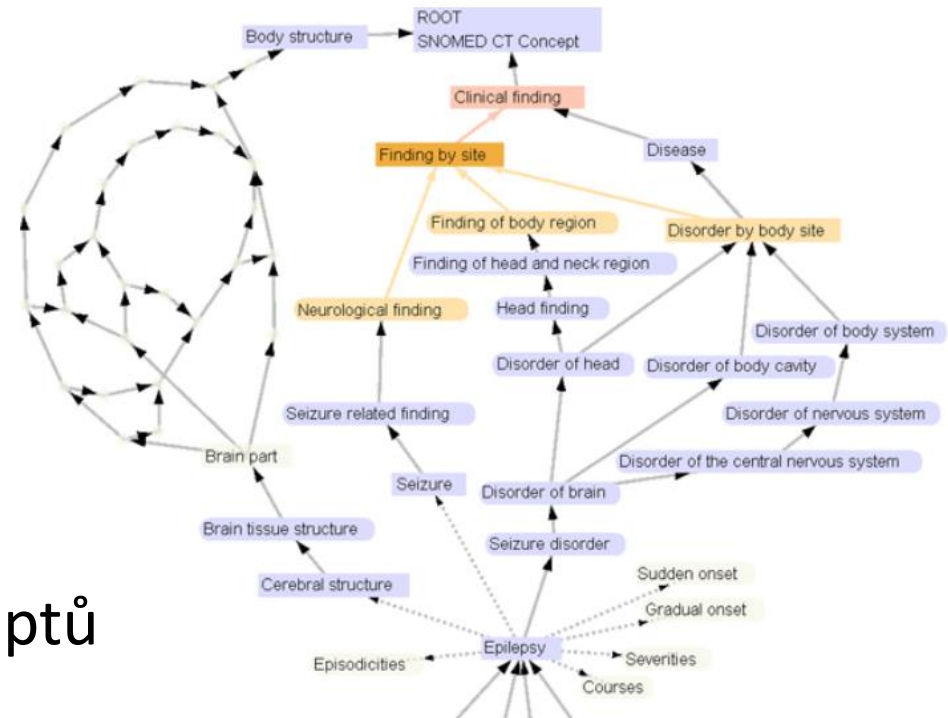 ROOT
SNOMED CT Concept
Body structure
Clinical finding
Finding by site
Disease
Finding of body region
Disorder by body site
Finding of head and neck region
Neurological finding
Head finding
Disorder of body system
Disorder of head
Disorder of body cavity
Seizure related finding
Disorder of nervous system
Brain part
Disorder of the central nervous system
Seizure
Disorder of brain
Brain tissue structure
Seizure disorder
Cerebral structure
Sudden onset
Gradual onset
ptů
Epilepsy
Episodicities
Severities
Courses